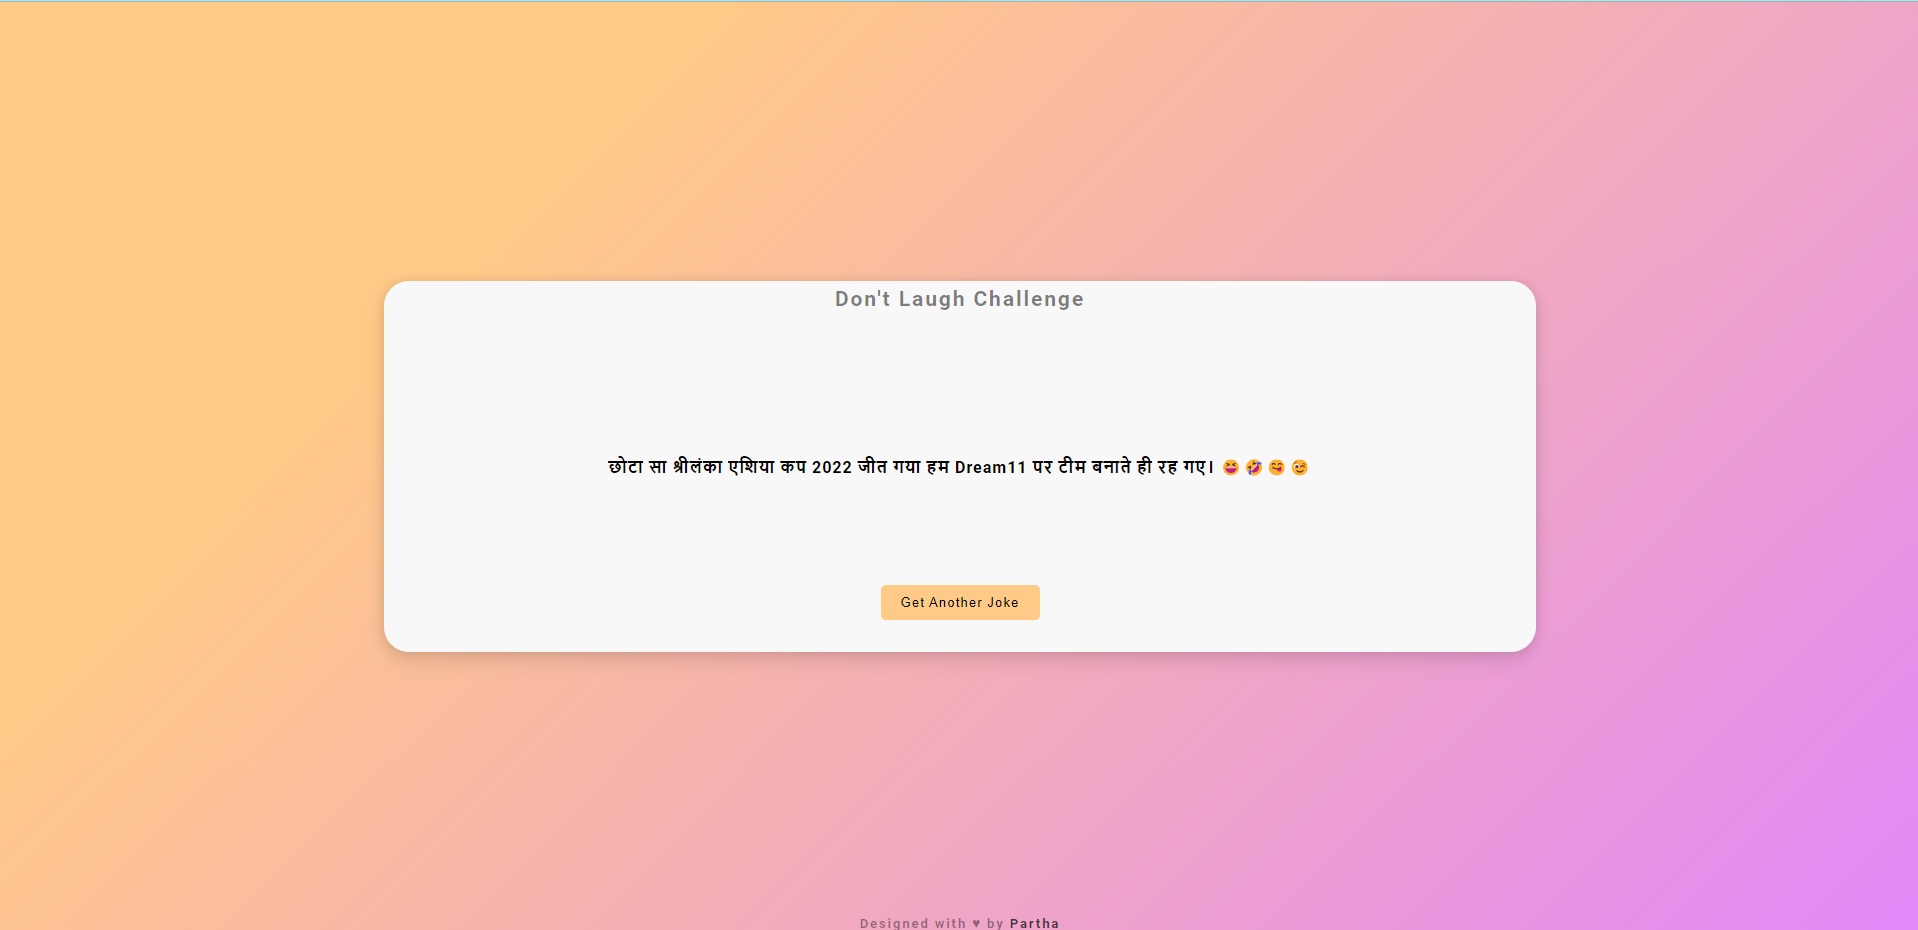 Don't Laugh Challenge
छोटा सा श्रीलंका एशिया कप 2022 जीत गया हम Dream11 पर टीम बनाते ही रह गए। 😆 🤣 😋 😉
Get Another Joke
Designed with ♥ by Partha